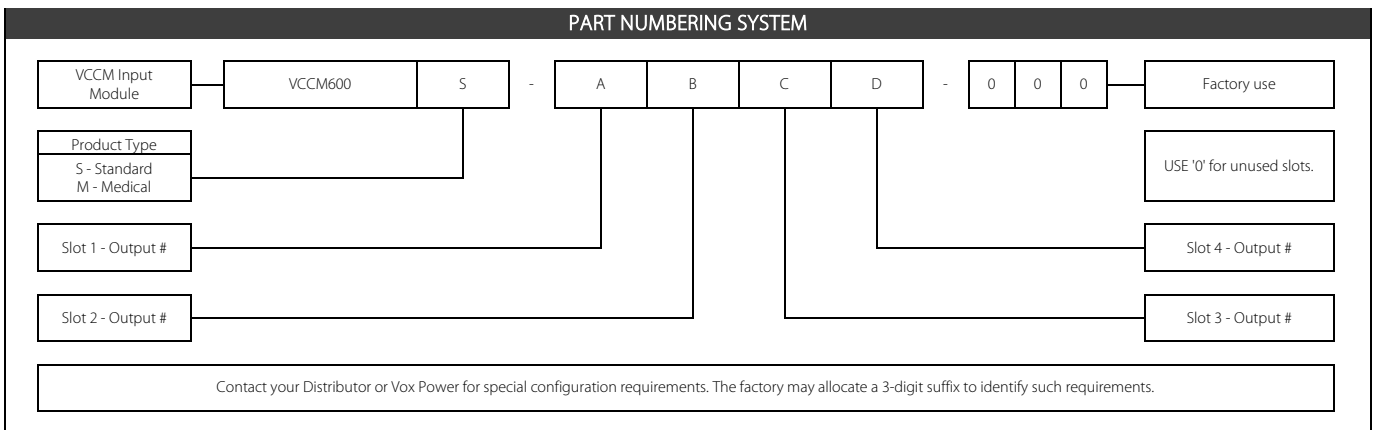 PART NUMBERING SYSTEM
VCCM Input
Module
VCCM600
S
-
A
B
C
D
-
0
0
0
Factory use
Product Type
S - Standard
M - Medical
USE '0' for unused slots.
Slot 1 - Output #
Slot 4 - Output #
Slot 2 - Output #
Slot 3 - Output #
Contact your Distributor or Vox Power for special configuration requirements. The factory may allocate a 3-digit suffix to identify such requirements.